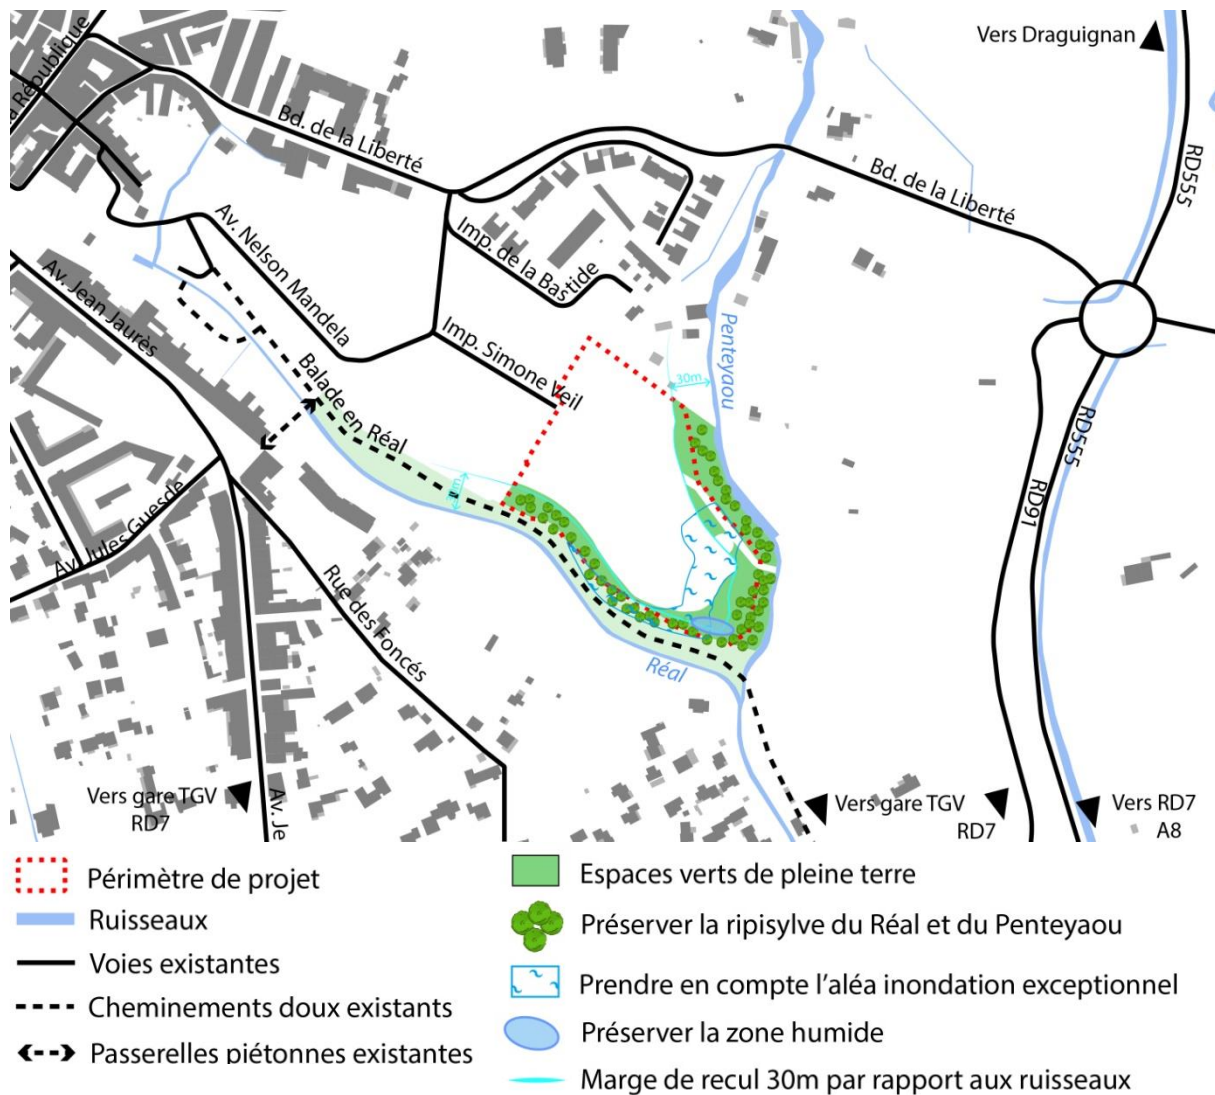 Vers Draguignan
la République
Bd. de la Liberté
Bd. de la Liberté
RD555
Av. Nelson Mandela
Imp. de la Bastide
Av. Jean Jaurès
Imp. Simone Veil
Penteyaou
30m
Balade en Réal
RD555
RD91
Av. Jules Guesde
Rue des Foncés
Réal
Vers gare TGV
RD7
Av. Je
Vers gare TGV
RD7
Vers RD7
A8
Périmètre de projet
Ruisseaux
Voies existantes
Cheminements doux existants
Passerelles piétonnes existantes
Espaces verts de pleine terre
Préserver la ripisylve du Réal et du Penteyaou
Prendre en compte l'aléa inondation exceptionnel
Préserver la zone humide
Marge de recul 30m par rapport aux ruisseaux